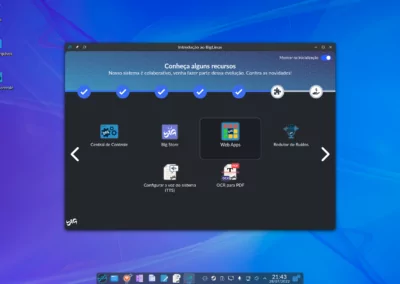 Introdução ao BigLinux
Mostrar na inicialização
Conheça alguns recursos
Nosso sistema é colaborativo, venha fazer parte dessa revolução. Confira as novidades!
Central de Controle
Big Store
Web Apps
Redutor de Ruídos
Configurar a voz do sistema
(TTS)
OCR para PDF
big
21:43